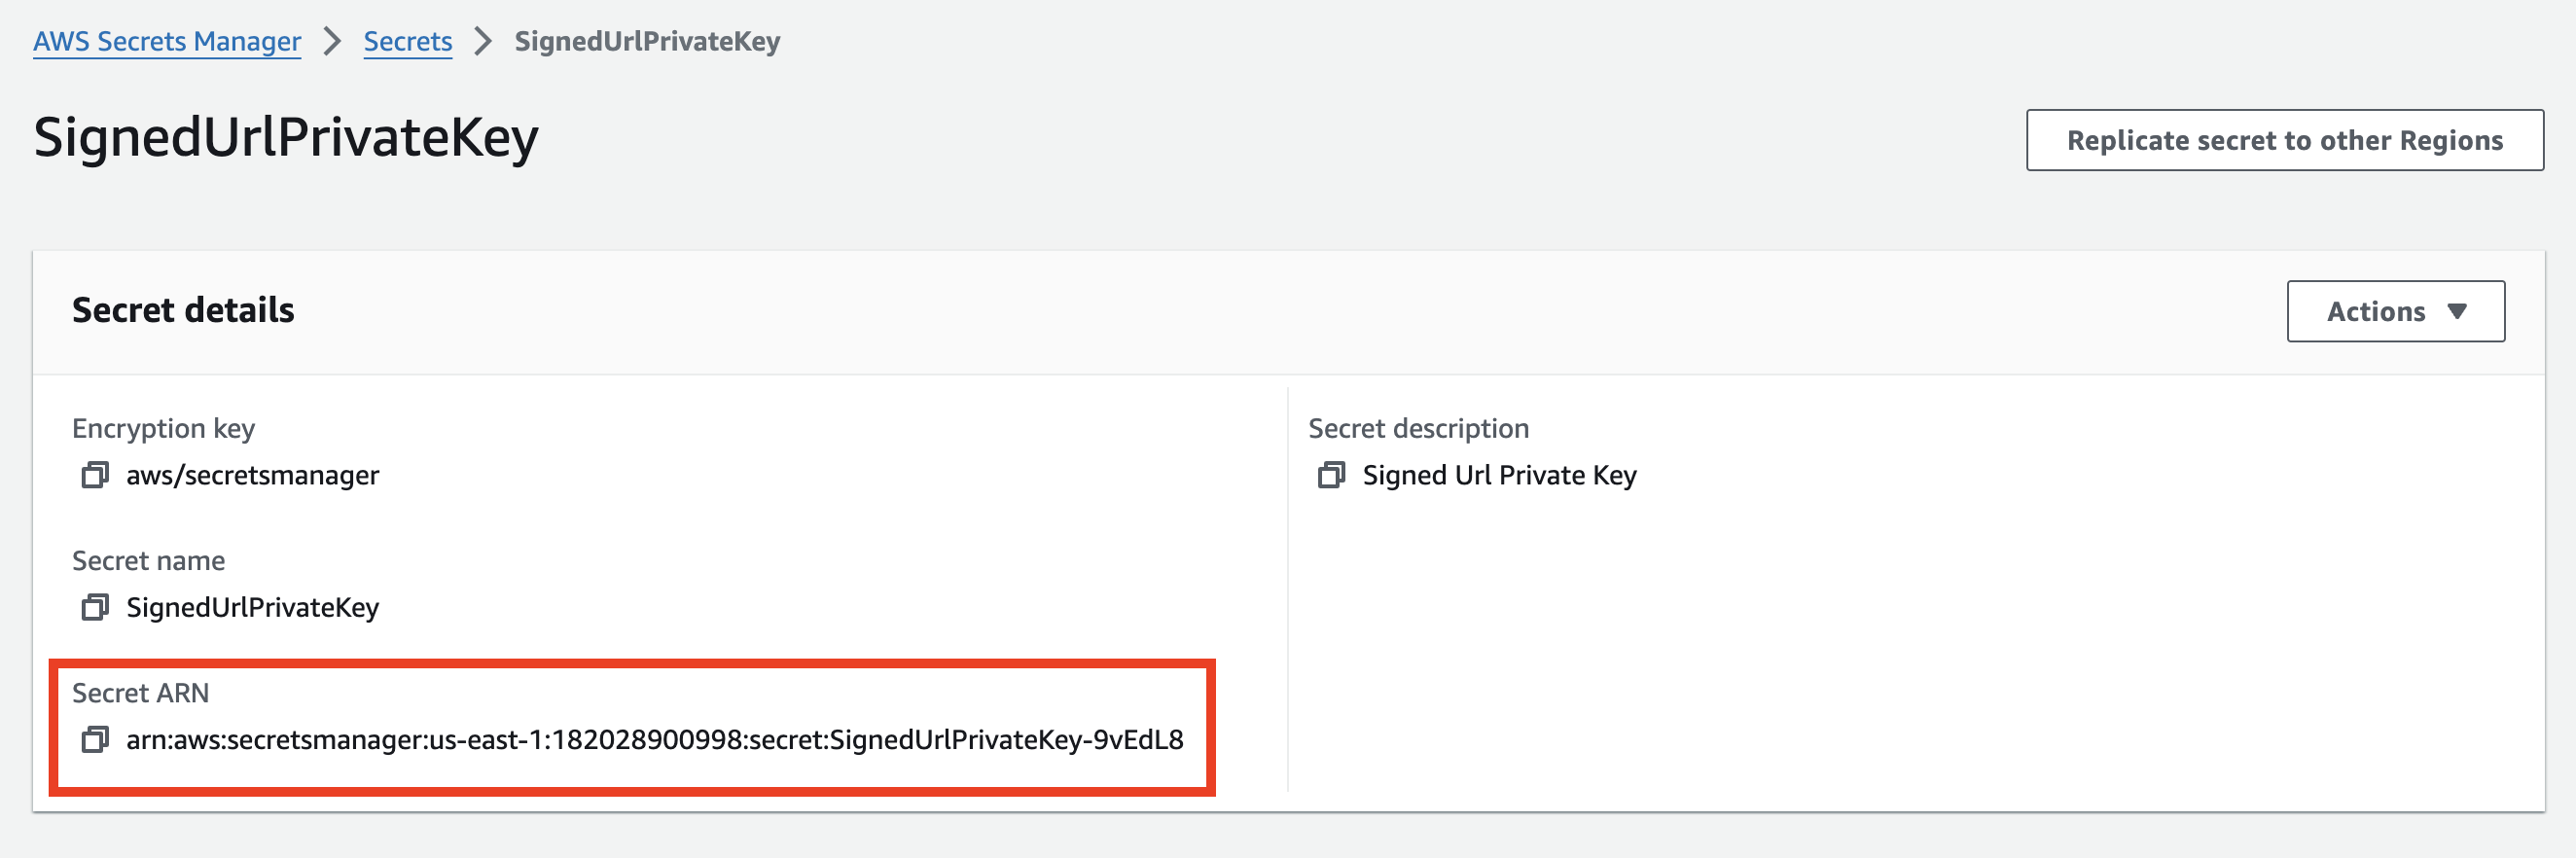 AWS Secrets Manager > Secrets > SignedUrlPrivateKey
SignedUrlPrivateKey
Replicate secret to other Regions
Secret details
Actions ▼
Encryption key
aws/secretsmanager
Secret name
SignedUrlPrivateKey
Secret ARN
arn:aws:secretsmanager:us-east-1:182028900998:secret:SignedUrlPrivateKey-9vEdL8
Secret description
Signed Url Private Key